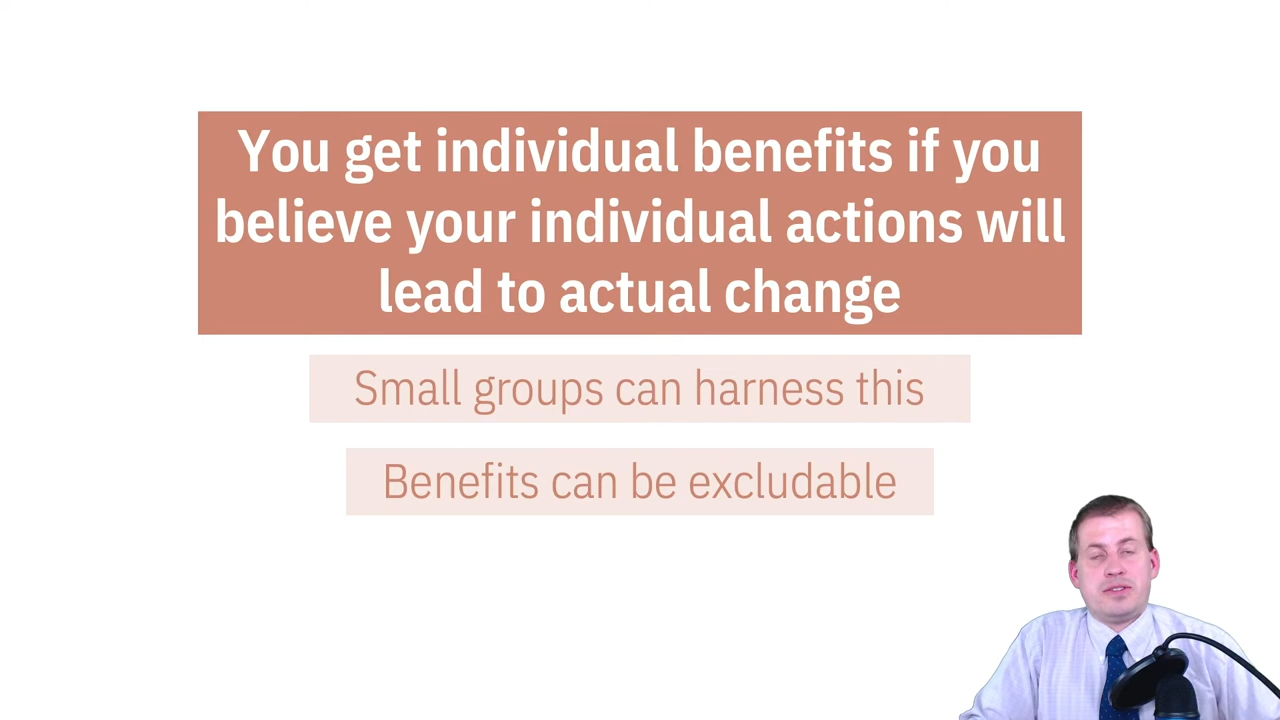 You get individual benefits if you
believe your individual actions will
lead to actual change
Small groups can harness this
Benefits can be excludable